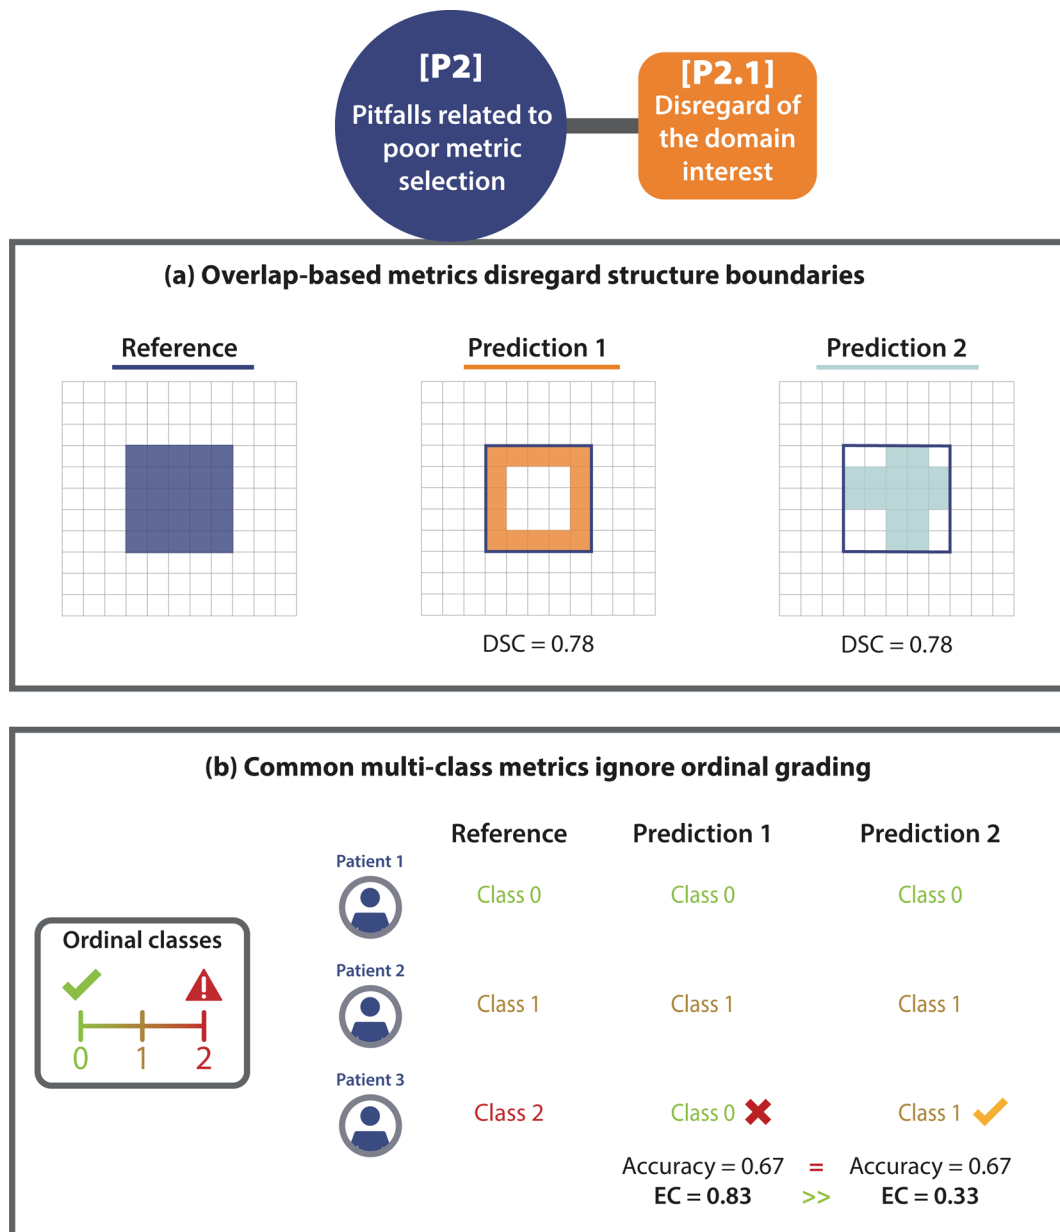 [P2]
Pitfalls related to
poor metric
selection
[P2.1]
Disregard of
the domain
interest
(a) Overlap-based metrics disregard structure boundaries
Reference Prediction 1 Prediction 2
DSC = 0.78 DSC = 0.78
(b) Common multi-class metrics ignore ordinal grading
Reference Prediction 1 Prediction 2
Ordinal classes
0 1 2
Patient 1
Class 0 Class 0 Class 0
Patient 2
Class 1 Class 1 Class 1
Patient 3
Class 2 Class 0 Class 1
Accuracy = 0.67 = Accuracy = 0.67
EC = 0.83 >> EC = 0.33